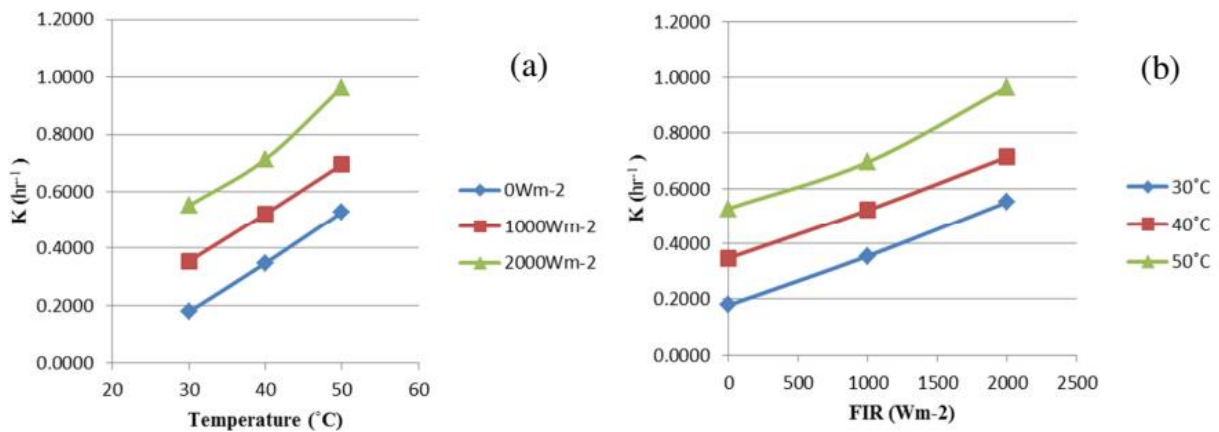 1.2000
1.0000
0.8000
0.6000
0.4000
0.2000
0.0000
K (hr⁻¹)
20 30 40 50 60
Temperature (˚C)
(a)
0Wm-2
1000Wm-2
2000Wm-2
1.2000
1.0000
0.8000
0.6000
0.4000
0.2000
0.0000
K (hr⁻¹)
0 500 1000 1500 2000 2500
FIR (Wm-2)
(b)
30˚C
40˚C
50˚C